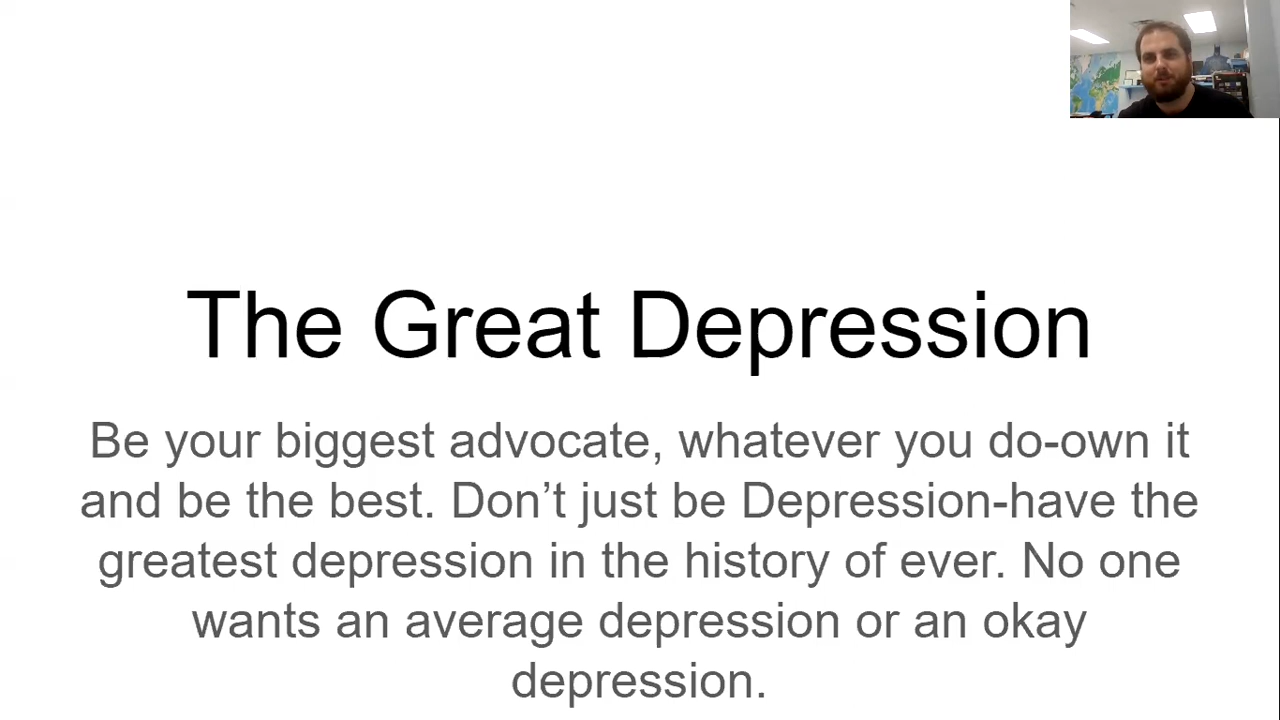 The Great Depression
Be your biggest advocate, whatever you do-own it
and be the best. Don’t just be Depression-have the
greatest depression in the history of ever. No one
wants an average depression or an okay
depression.